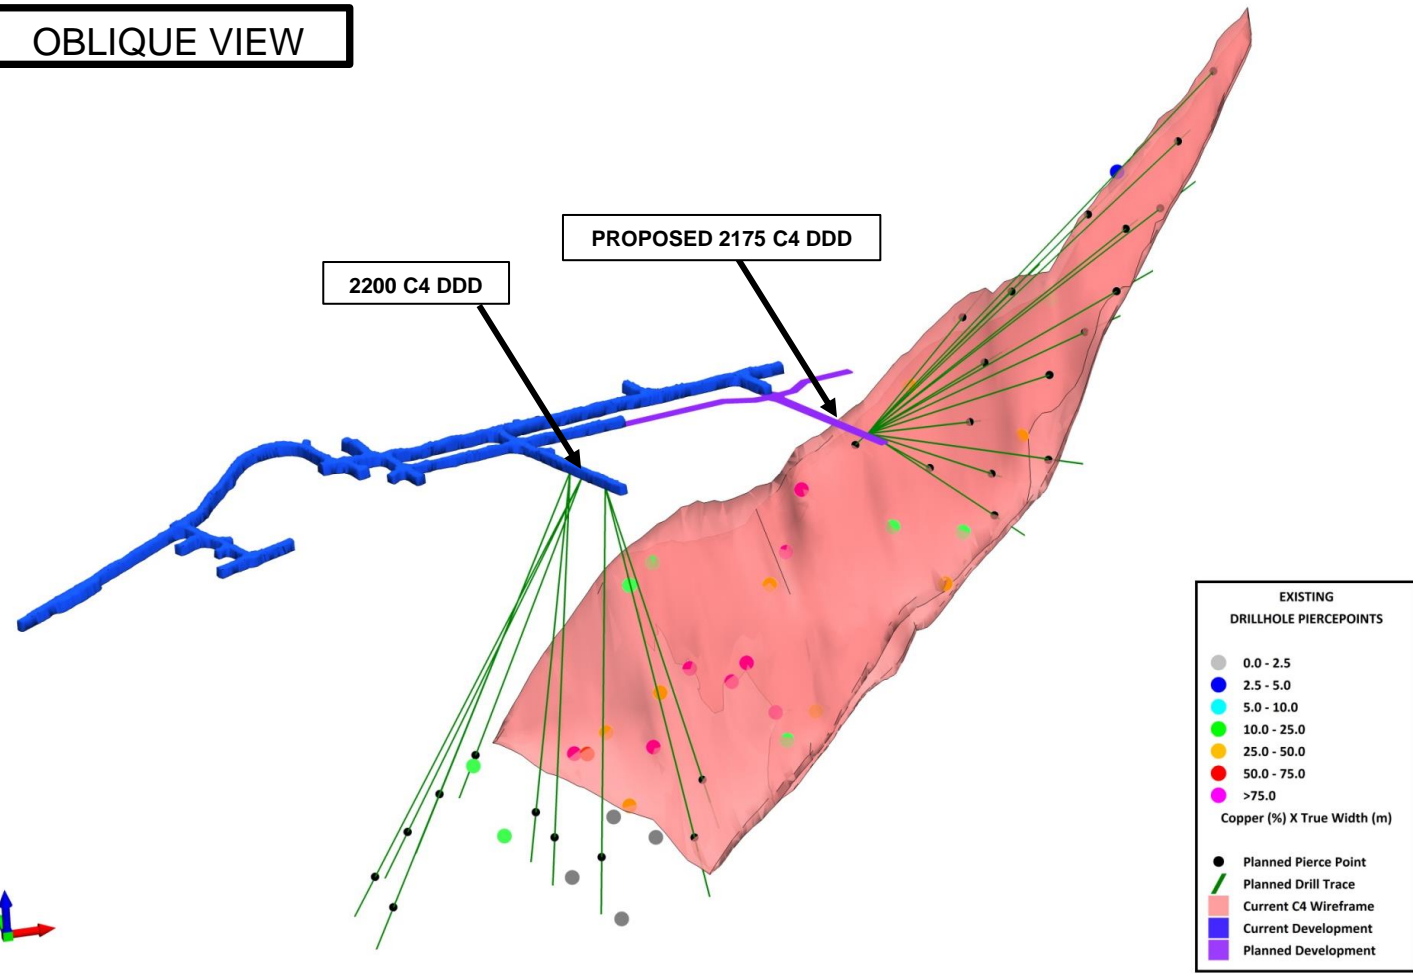 OBLIQUE VIEW
PROPOSED 2175 C4 DDD
2200 C4 DDD
EXISTING
DRILLHOLE PIERCEPOINTS
0.0 - 2.5
2.5 - 5.0
5.0 - 10.0
10.0 - 25.0
25.0 - 50.0
50.0 - 75.0
>75.0
Copper (%) X True Width (m)
Planned Pierce Point
Planned Drill Trace
Current C4 Wireframe
Current Development
Planned Development